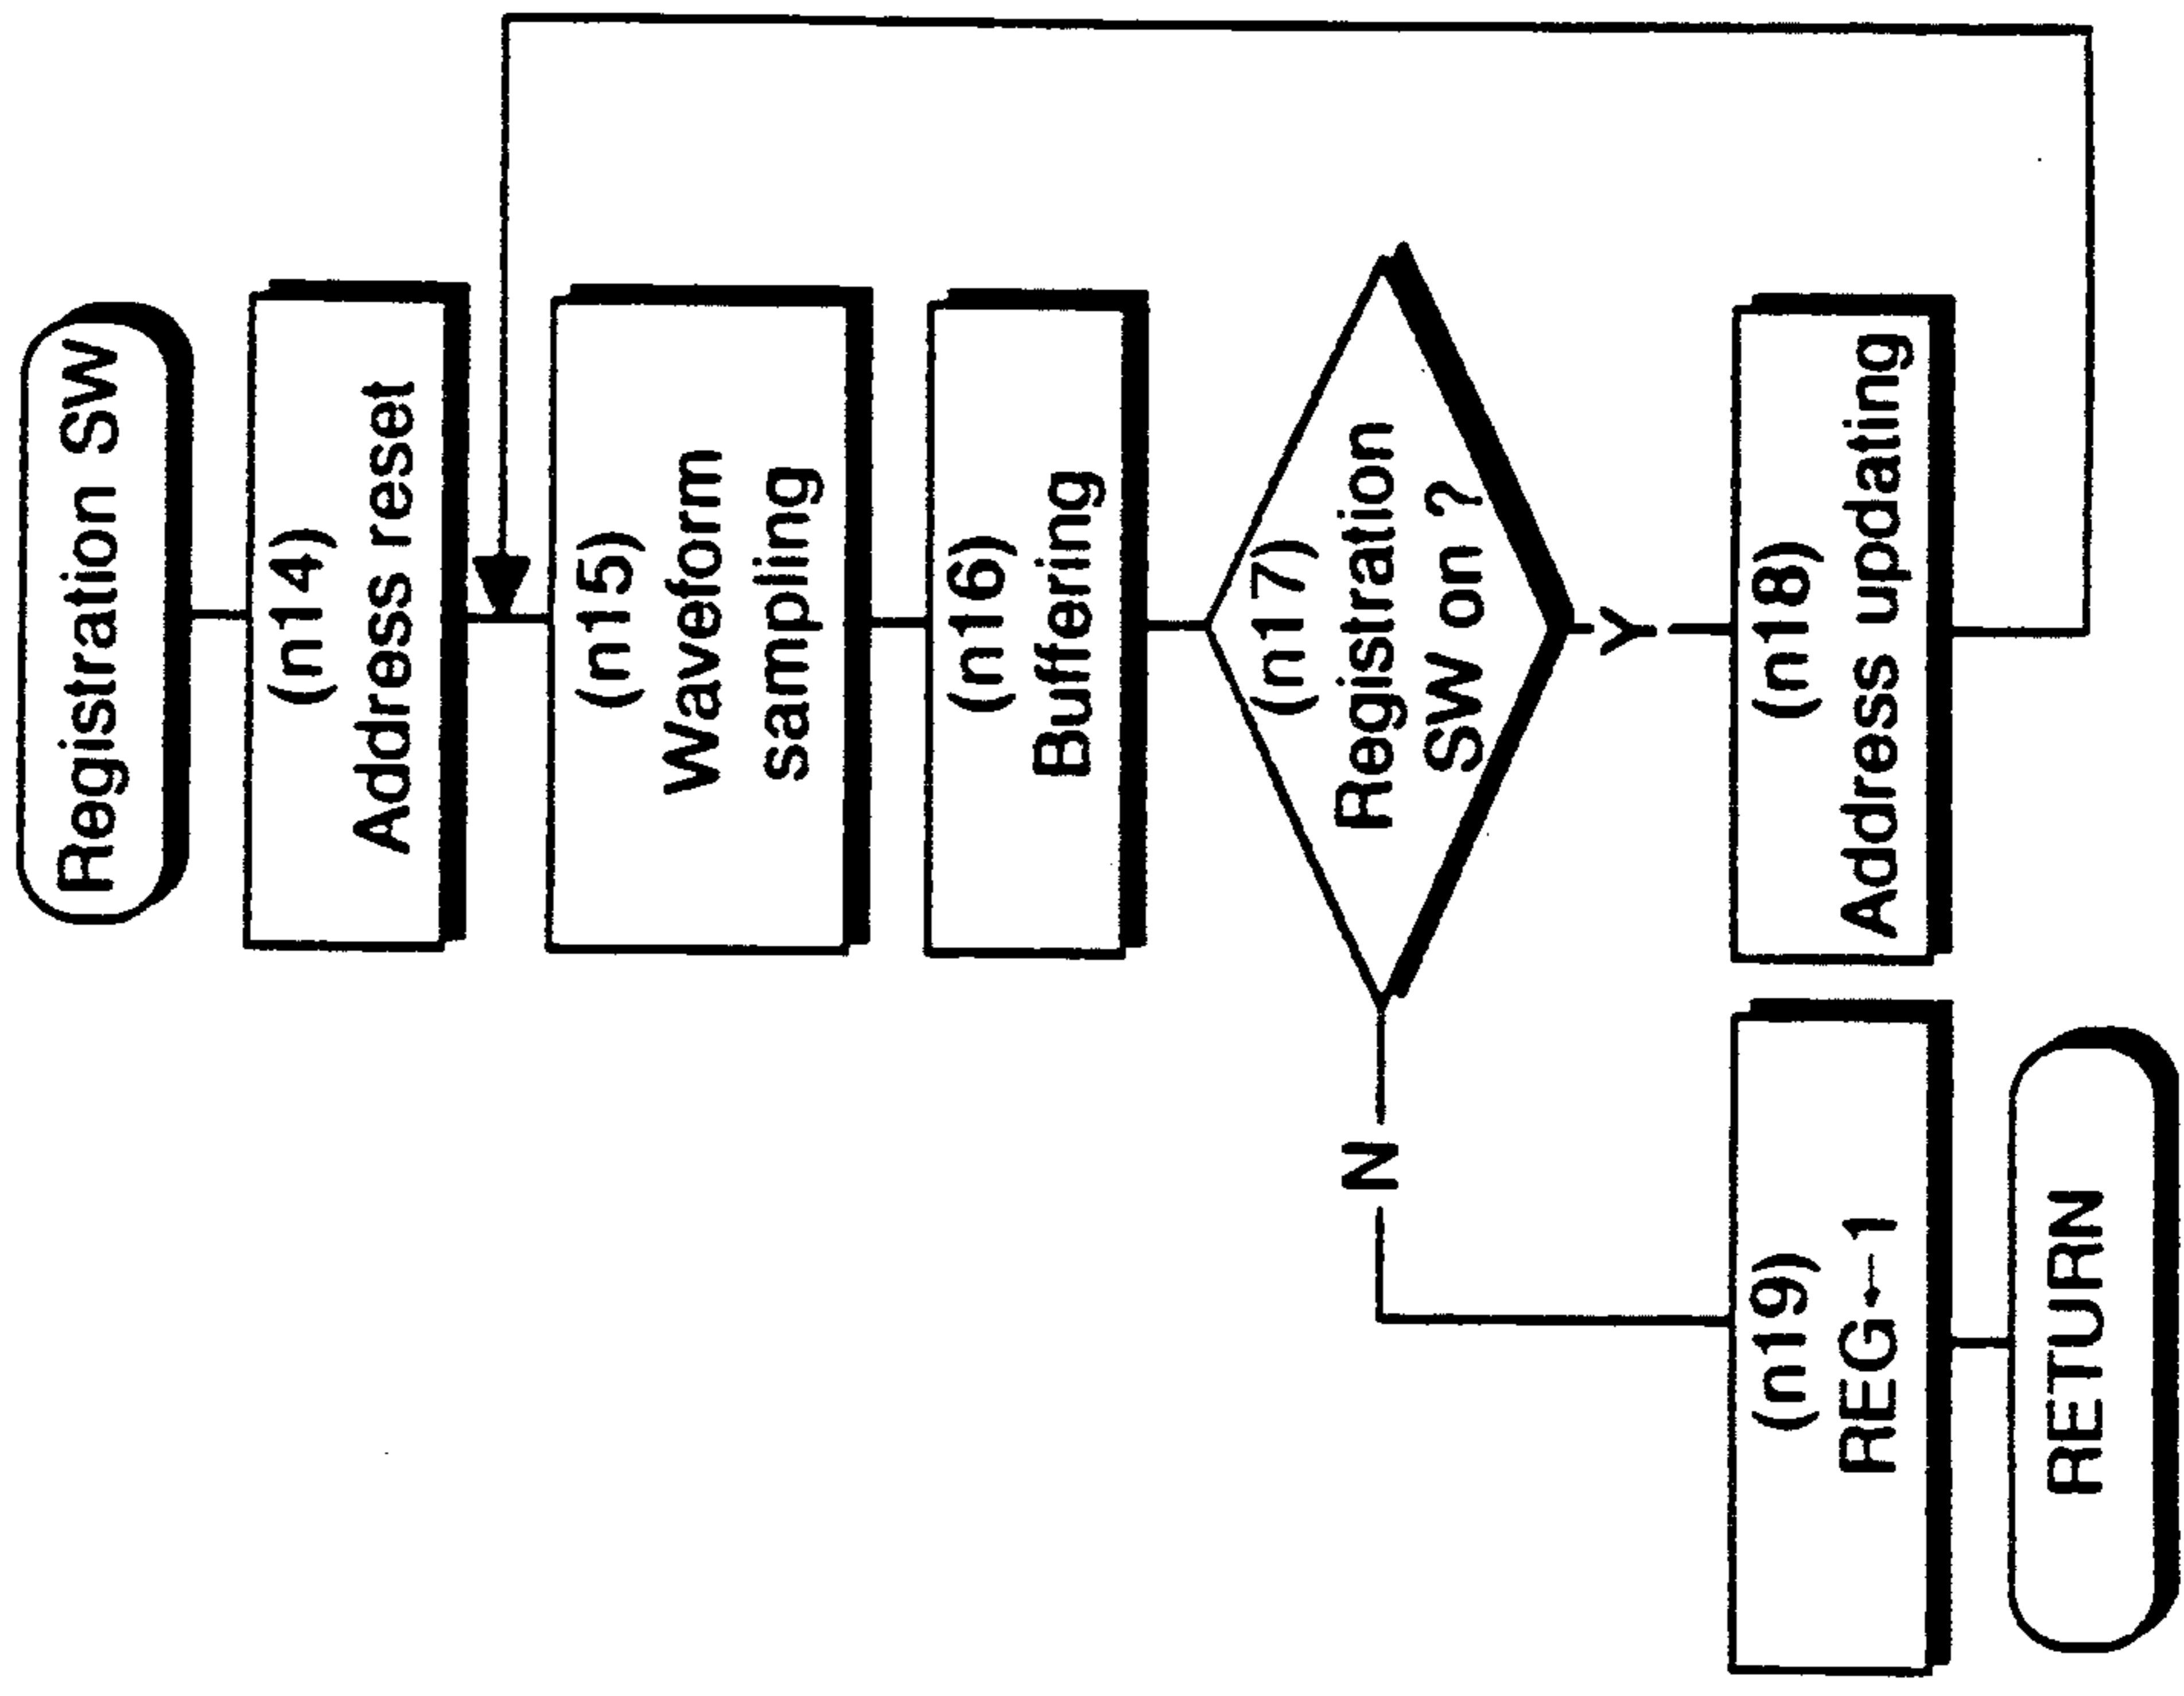 Registration SW
(n14)
Address reset
(n15)
Waveform
sampling
(n16)
Buffering
(n17)
Registration
SW on ?
Y
N
(n18)
Address updating
(n19)
REG←1
RETURN